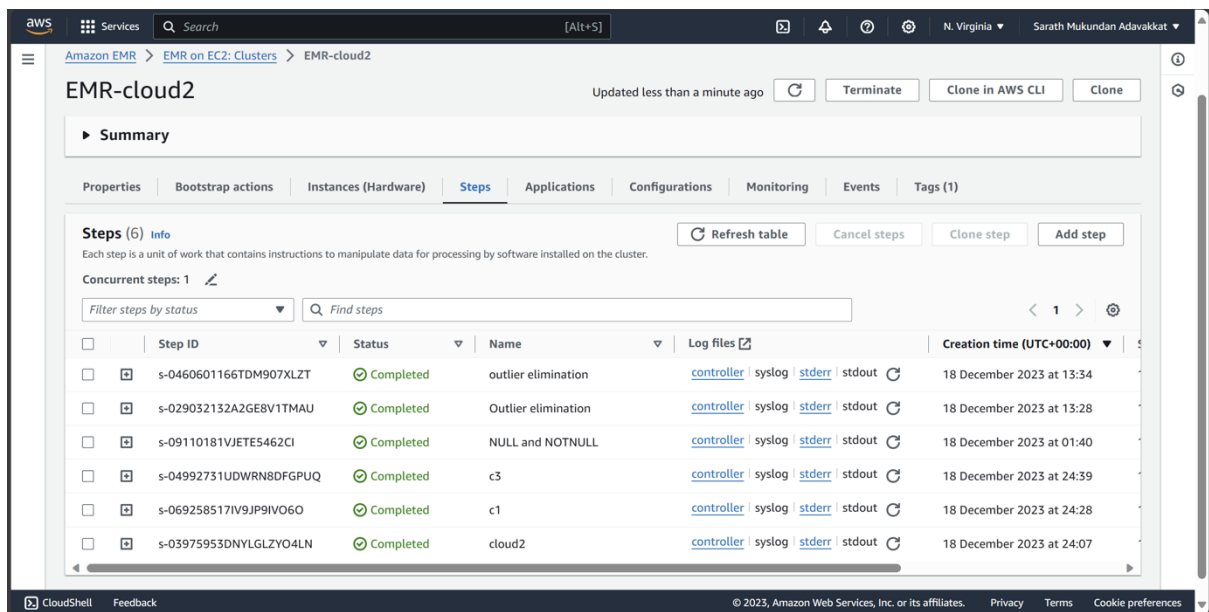 aws Services Search [Alt+S] N. Virginia ▼ Sarath Mukundan Adavakkat ▼
Amazon EMR > EMR on EC2: Clusters > EMR-cloud2
EMR-cloud2
Updated less than a minute ago Terminate Clone in AWS CLI Clone
▶ Summary
Properties Bootstrap actions Instances (Hardware) Steps Applications Configurations Monitoring Events Tags (1)
Steps (6) Info Refresh table Cancel steps Clone step Add step
Each step is a unit of work that contains instructions to manipulate data for processing by software installed on the cluster.
Concurrent steps: 1
Filter steps by status ▼ Find steps < 1 >
Step ID Status Name Log files Creation time (UTC+00:00) ▼
s-0460601166TDM907XLZT Completed outlier elimination controller | syslog | stderr | stdout 18 December 2023 at 13:34
s-029032132A2GE8V1TMAU Completed Outlier elimination controller | syslog | stderr | stdout 18 December 2023 at 13:28
s-09110181VJETE5462CI Completed NULL and NOTNULL controller | syslog | stderr | stdout 18 December 2023 at 01:40
s-04992731UDWRN8DFGPUQ Completed c3 controller | syslog | stderr | stdout 18 December 2023 at 24:39
s-069258517IV9JP9IVO6O Completed c1 controller | syslog | stderr | stdout 18 December 2023 at 24:28
s-03975953DNYLGLZYO4LN Completed cloud2 controller | syslog | stderr | stdout 18 December 2023 at 24:07
CloudShell Feedback © 2023, Amazon Web Services, Inc. or its affiliates. Privacy Terms Cookie preferences